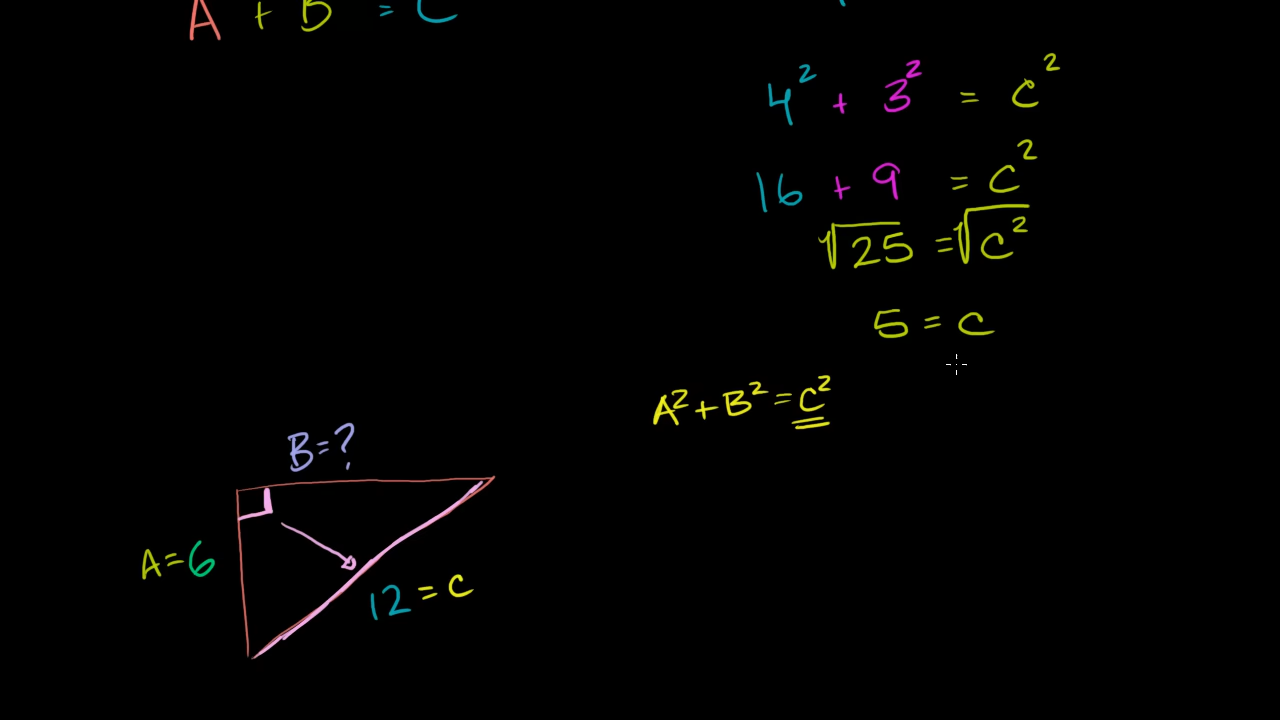 A + B = C
4² + 3² = c²
16 + 9 = c²
√25 = √c²
5 = c
A² + B² = C²
B = ?
A = 6
12 = C